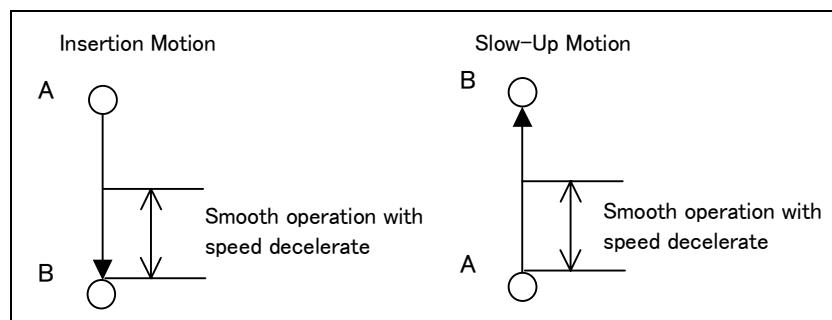 Insertion Motion
A
Smooth operation with
speed decelerate
B
Slow-Up Motion
B
Smooth operation with
speed decelerate
A